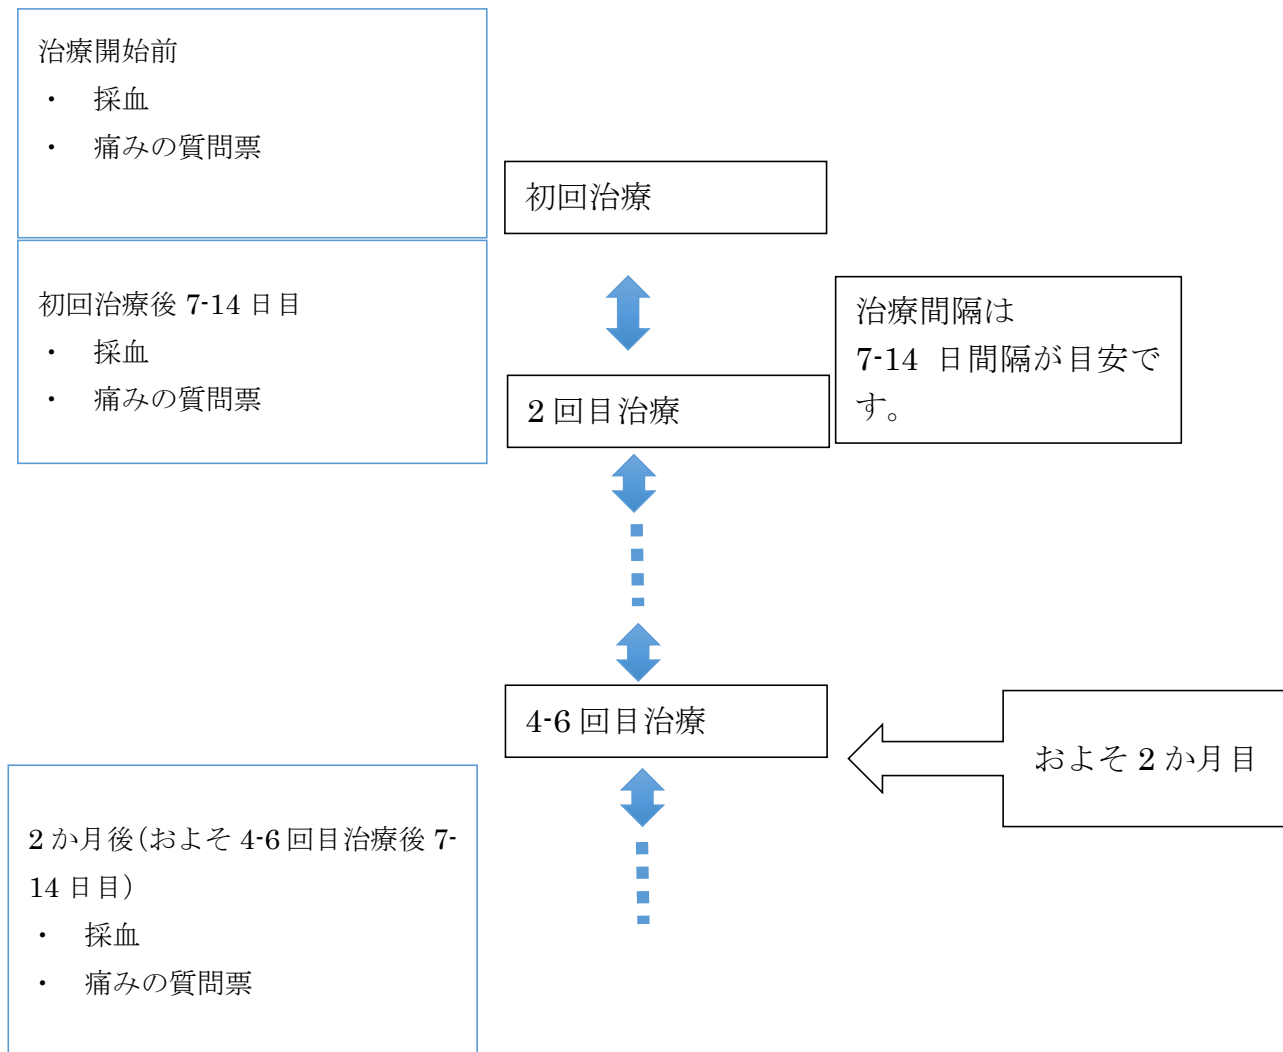 治療開始前
・ 採血
・ 痛みの質問票
初回治療
初回治療後 7-14 日目
・ 採血
・ 痛みの質問票
治療間隔は
7-14 日間隔が目安で
す。
2 回目治療
4-6 回目治療
およそ 2 か月目
2 か月後(およそ 4-6 回目治療後 7-
14 日目)
・ 採血
・ 痛みの質問票